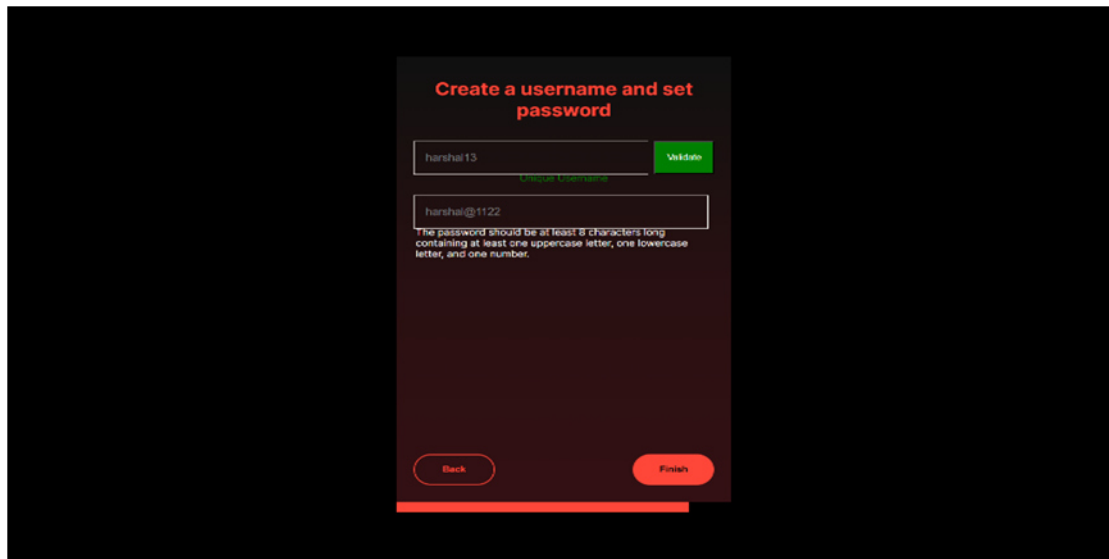 Create a username and set
password
harshal13
Validate
Unique Username
harshal@1122
The password should be at least 8 characters long
containing at least one uppercase letter, one lowercase
letter, and one number.
Back
Finish